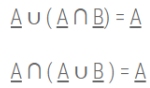 A ∪ ( A ∩ B) = A
A ∩ ( A ∪ B ) = A